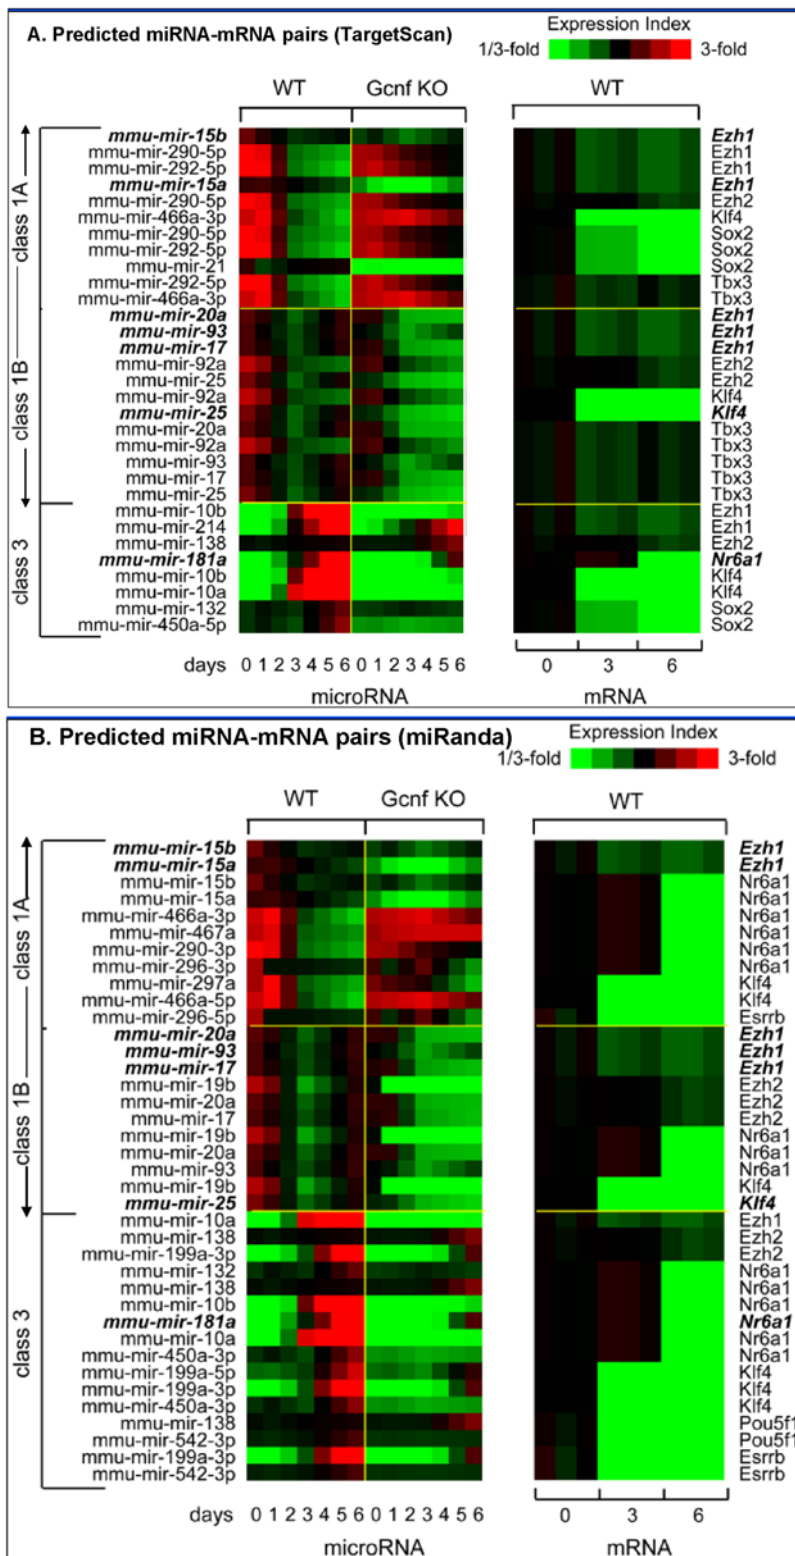 A. Predicted miRNA-mRNA pairs (TargetScan)
Expression Index
1/3-fold 3-fold
WT Gcnf KO WT
class 1A
mmu-mir-15b Ezh1
mmu-mir-290-5p Ezh1
mmu-mir-292-5p Ezh1
mmu-mir-15a Ezh1
mmu-mir-290-5p Ezh2
mmu-mir-466a-3p Klf4
mmu-mir-290-5p Sox2
mmu-mir-292-5p Sox2
mmu-mir-21 Sox2
mmu-mir-292-5p Tbx3
mmu-mir-466a-3p Tbx3
class 1B
mmu-mir-20a Ezh1
mmu-mir-93 Ezh1
mmu-mir-17 Ezh1
mmu-mir-92a Ezh2
mmu-mir-25 Ezh2
mmu-mir-92a Klf4
mmu-mir-25 Klf4
mmu-mir-20a Tbx3
mmu-mir-92a Tbx3
mmu-mir-93 Tbx3
mmu-mir-17 Tbx3
mmu-mir-25 Tbx3
class 3
mmu-mir-10b Ezh1
mmu-mir-214 Ezh1
mmu-mir-138 Ezh2
mmu-mir-181a Nr6a1
mmu-mir-10b Klf4
mmu-mir-10a Klf4
mmu-mir-132 Sox2
mmu-mir-450a-5p Sox2
days 0 1 2 3 4 5 6 0 1 2 3 4 5 6 0 3 6
microRNA mRNA
B. Predicted miRNA-mRNA pairs (miRanda)
Expression Index
1/3-fold 3-fold
WT Gcnf KO WT
class 1A
mmu-mir-15b Ezh1
mmu-mir-15a Ezh1
mmu-mir-15b Nr6a1
mmu-mir-15a Nr6a1
mmu-mir-466a-3p Nr6a1
mmu-mir-467a Nr6a1
mmu-mir-290-3p Nr6a1
mmu-mir-296-3p Nr6a1
mmu-mir-297a Klf4
mmu-mir-466a-5p Klf4
mmu-mir-296-5p Esrrb
class 1B
mmu-mir-20a Ezh1
mmu-mir-93 Ezh1
mmu-mir-17 Ezh1
mmu-mir-19b Ezh2
mmu-mir-20a Ezh2
mmu-mir-17 Ezh2
mmu-mir-19b Nr6a1
mmu-mir-20a Nr6a1
mmu-mir-93 Nr6a1
mmu-mir-19b Klf4
mmu-mir-25 Klf4
class 3
mmu-mir-10a Ezh1
mmu-mir-138 Ezh2
mmu-mir-199a-3p Ezh2
mmu-mir-132 Nr6a1
mmu-mir-138 Nr6a1
mmu-mir-10b Nr6a1
mmu-mir-181a Nr6a1
mmu-mir-10a Nr6a1
mmu-mir-450a-3p Nr6a1
mmu-mir-199a-5p Klf4
mmu-mir-199a-3p Klf4
mmu-mir-450a-3p Klf4
mmu-mir-138 Pou5f1
mmu-mir-542-3p Pou5f1
mmu-mir-199a-3p Esrrb
mmu-mir-542-3p Esrrb
days 0 1 2 3 4 5 6 0 1 2 3 4 5 6 0 3 6
microRNA mRNA